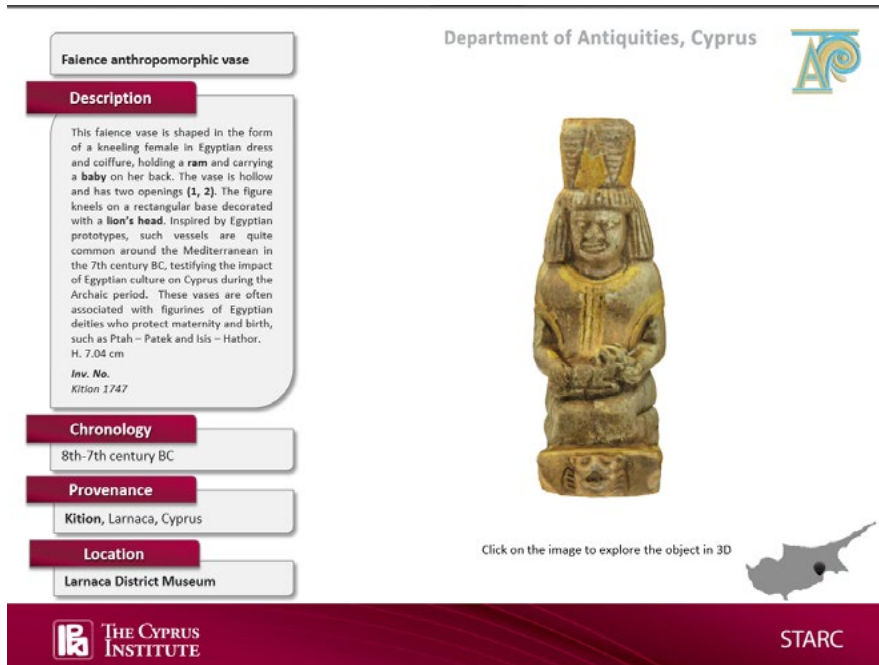 Department of Antiquities, Cyprus
Faience anthropomorphic vase
Description
This faience vase is shaped in the form
of a kneeling female in Egyptian dress
and coiffure, holding a ram and carrying
a baby on her back. The vase is hollow
and has two openings (1, 2). The figure
kneels on a rectangular base decorated
with a lion's head. Inspired by Egyptian
prototypes, such vessels are quite
common around the Mediterranean in
the 7th century BC, testifying the impact
of Egyptian culture on Cyprus during the
Archaic period. These vases are often
associated with figurines of Egyptian
deities who protect maternity and birth,
such as Ptah – Patek and Isis – Hathor.
H. 7.04 cm
Inv. No.
Kition 1747
Chronology
8th-7th century BC
Provenance
Kition, Larnaca, Cyprus
Location
Larnaca District Museum
Click on the image to explore the object in 3D
THE CYPRUS
INSTITUTE
STARC